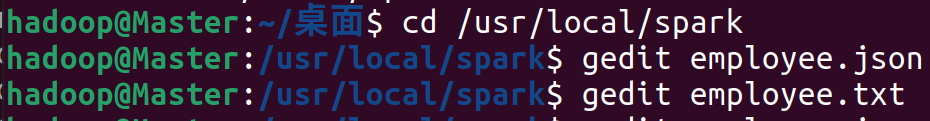 hadoop@Master:~/桌面$ cd /usr/local/spark
hadoop@Master:/usr/local/spark$ gedit employee.json
hadoop@Master:/usr/local/spark$ gedit employee.txt